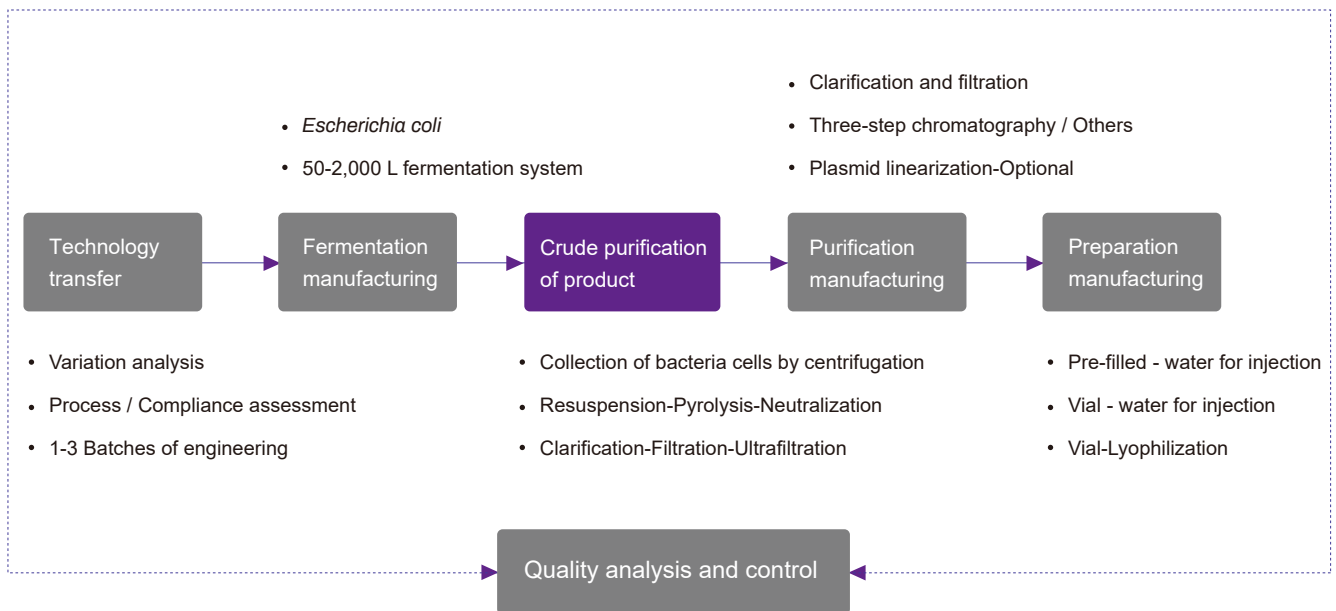 • Clarification and filtration
• Three-step chromatography / Others
• Plasmid linearization-Optional
• Escherichia coli
• 50-2,000 L fermentation system
Technology
transfer
Fermentation
manufacturing
Crude purification
of product
Purification
manufacturing
Preparation
manufacturing
• Variation analysis
• Process / Compliance assessment
• 1-3 Batches of engineering
• Collection of bacteria cells by centrifugation
• Resuspension-Pyrolysis-Neutralization
• Clarification-Filtration-Ultrafiltration
• Pre-filled - water for injection
• Vial - water for injection
• Vial-Lyophilization
Quality analysis and control